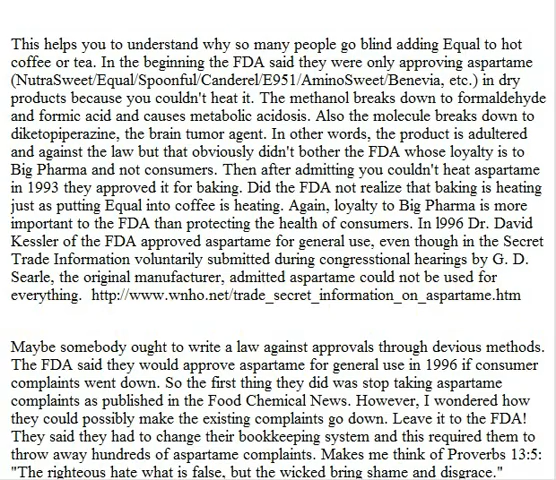 This helps you to understand why so many people go blind adding Equal to hot
coffee or tea. In the beginning the FDA said they were only approving aspartame
(NutraSweet/Equal/Spoonful/Canderel/E951/AminoSweet/Benevia, etc.) in dry
products because you couldn't heat it. The methanol breaks down to formaldehyde
and formic acid and causes metabolic acidosis. Also the molecule breaks down to
diketopiperazine, the brain tumor agent. In other words, the product is adultered
and against the law but that obviously didn't bother the FDA whose loyalty is to
Big Pharma and not consumers. Then after admitting you couldn't heat aspartame
in 1993 they approved it for baking. Did the FDA not realize that baking is heating
just as putting Equal into coffee is heating. Again, loyalty to Big Pharma is more
important to the FDA than protecting the health of consumers. In l996 Dr. David
Kessler of the FDA approved aspartame for general use, even though in the Secret
Trade Information voluntarily submitted during congresstional hearings by G. D.
Searle, the original manufacturer, admitted aspartame could not be used for
everything. http://www.wnho.net/trade_secret_information_on_aspartame.htm
Maybe somebody ought to write a law against approvals through devious methods.
The FDA said they would approve aspartame for general use in 1996 if consumer
complaints went down. So the first thing they did was stop taking aspartame
complaints as published in the Food Chemical News. However, I wondered how
they could possibly make the existing complaints go down. Leave it to the FDA!
They said they had to change their bookkeeping system and this required them to
throw away hundreds of aspartame complaints. Makes me think of Proverbs 13:5:
"The righteous hate what is false, but the wicked bring shame and disgrace."